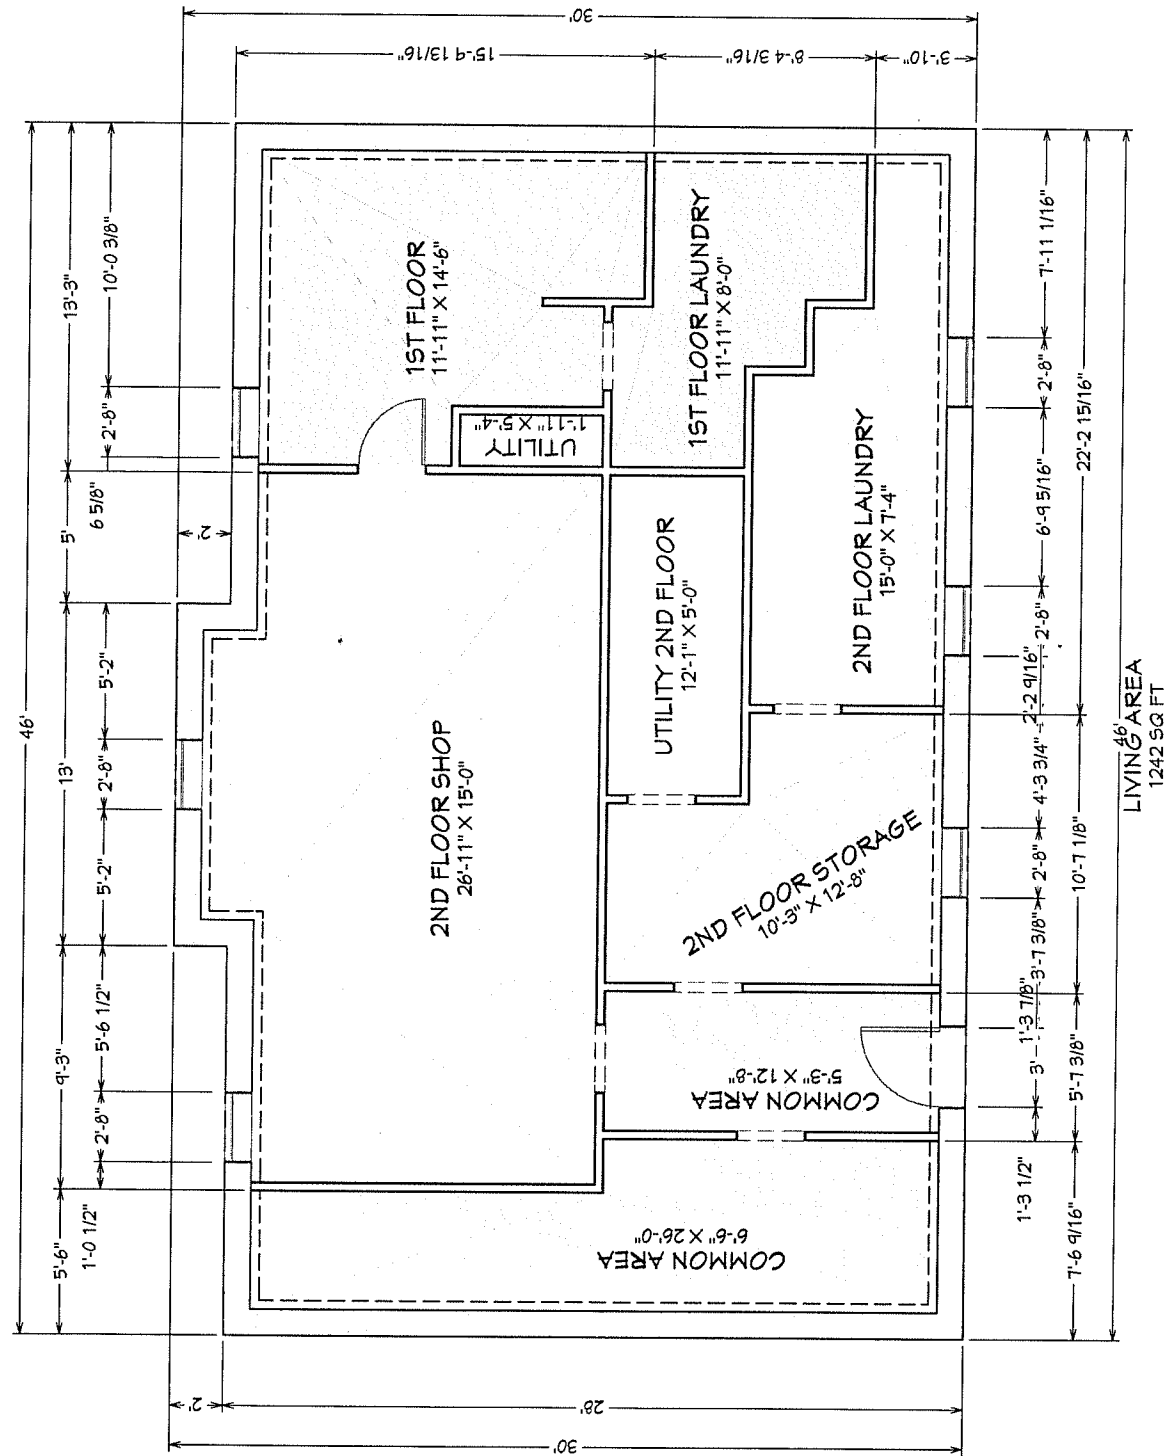 30'
15'-9 13/16"
8'-4 3/16"
3'-10"
46'
13'-3"
5'
13'
9'-3"
5'-6"
10'-0 3/8"
2'-8"
6 5/8"
2'
5'-2"
2'-8"
5'-2"
5'-6 1/2"
2'-8"
1'-0 1/2"
1ST FLOOR
11'-11" X 14'-6"
UTILITY
1'-11" X 5'-4"
1ST FLOOR LAUNDRY
11'-11" X 8'-0"
2ND FLOOR SHOP
26'-11" X 15'-0"
UTILITY 2ND FLOOR
12'-1" X 5'-0"
2ND FLOOR LAUNDRY
15'-0" X 7'-4"
2ND FLOOR STORAGE
10'-3" X 12'-8"
COMMON AREA
5'-3" X 12'-8"
COMMON AREA
6'-6" X 26'-0"
7'-11 1/16"
2'-8"
6'-9 5/16"
2'-8"
2'-2 9/16"
4'-3 3/4"
2'-8"
3'-7 3/8"
1'-3 7/8"
3'
1'-3 1/2"
22'-2 15/16"
10'-7 1/8"
5'-7 3/8"
7'-6 9/16"
46'
LIVING AREA
1242 SQ FT
2'
28'
30'